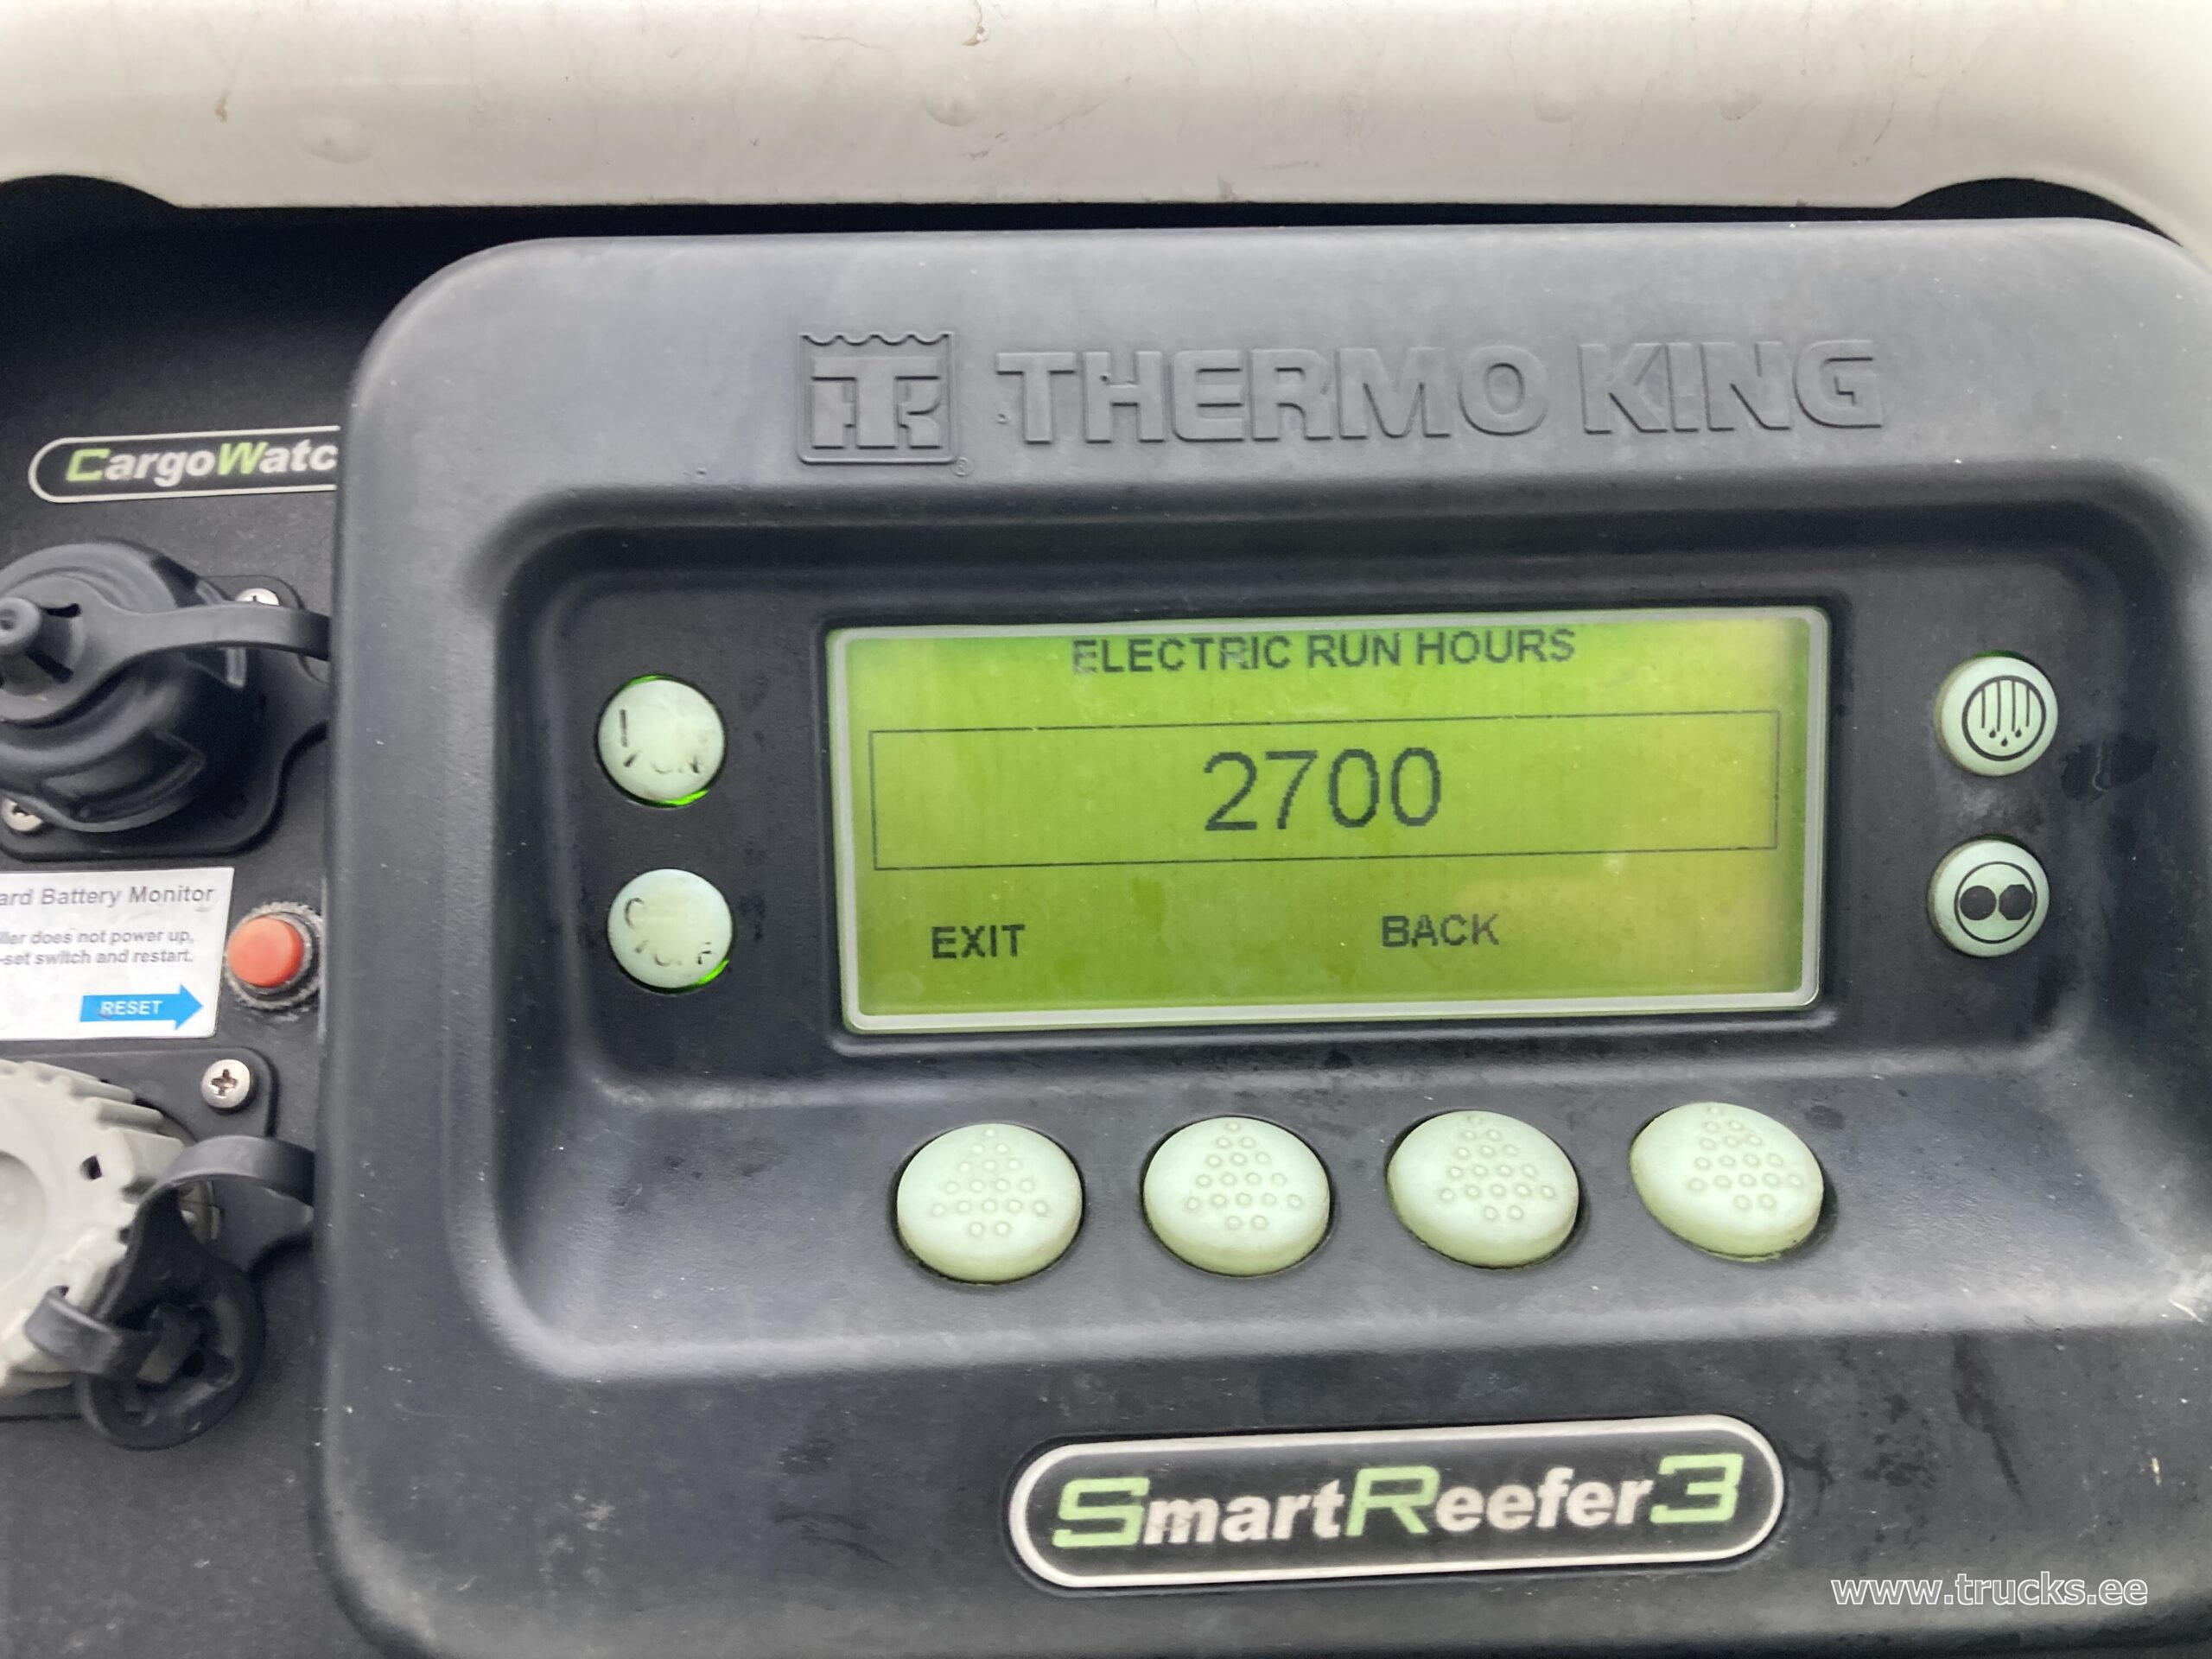 THERMO KING
CargoWatc
ELECTRIC RUN HOURS
2700
EXIT BACK
ard Battery Monitor
ller does not power up,
-set switch and restart.
RESET
SmartReefer3
www.trucks.ee